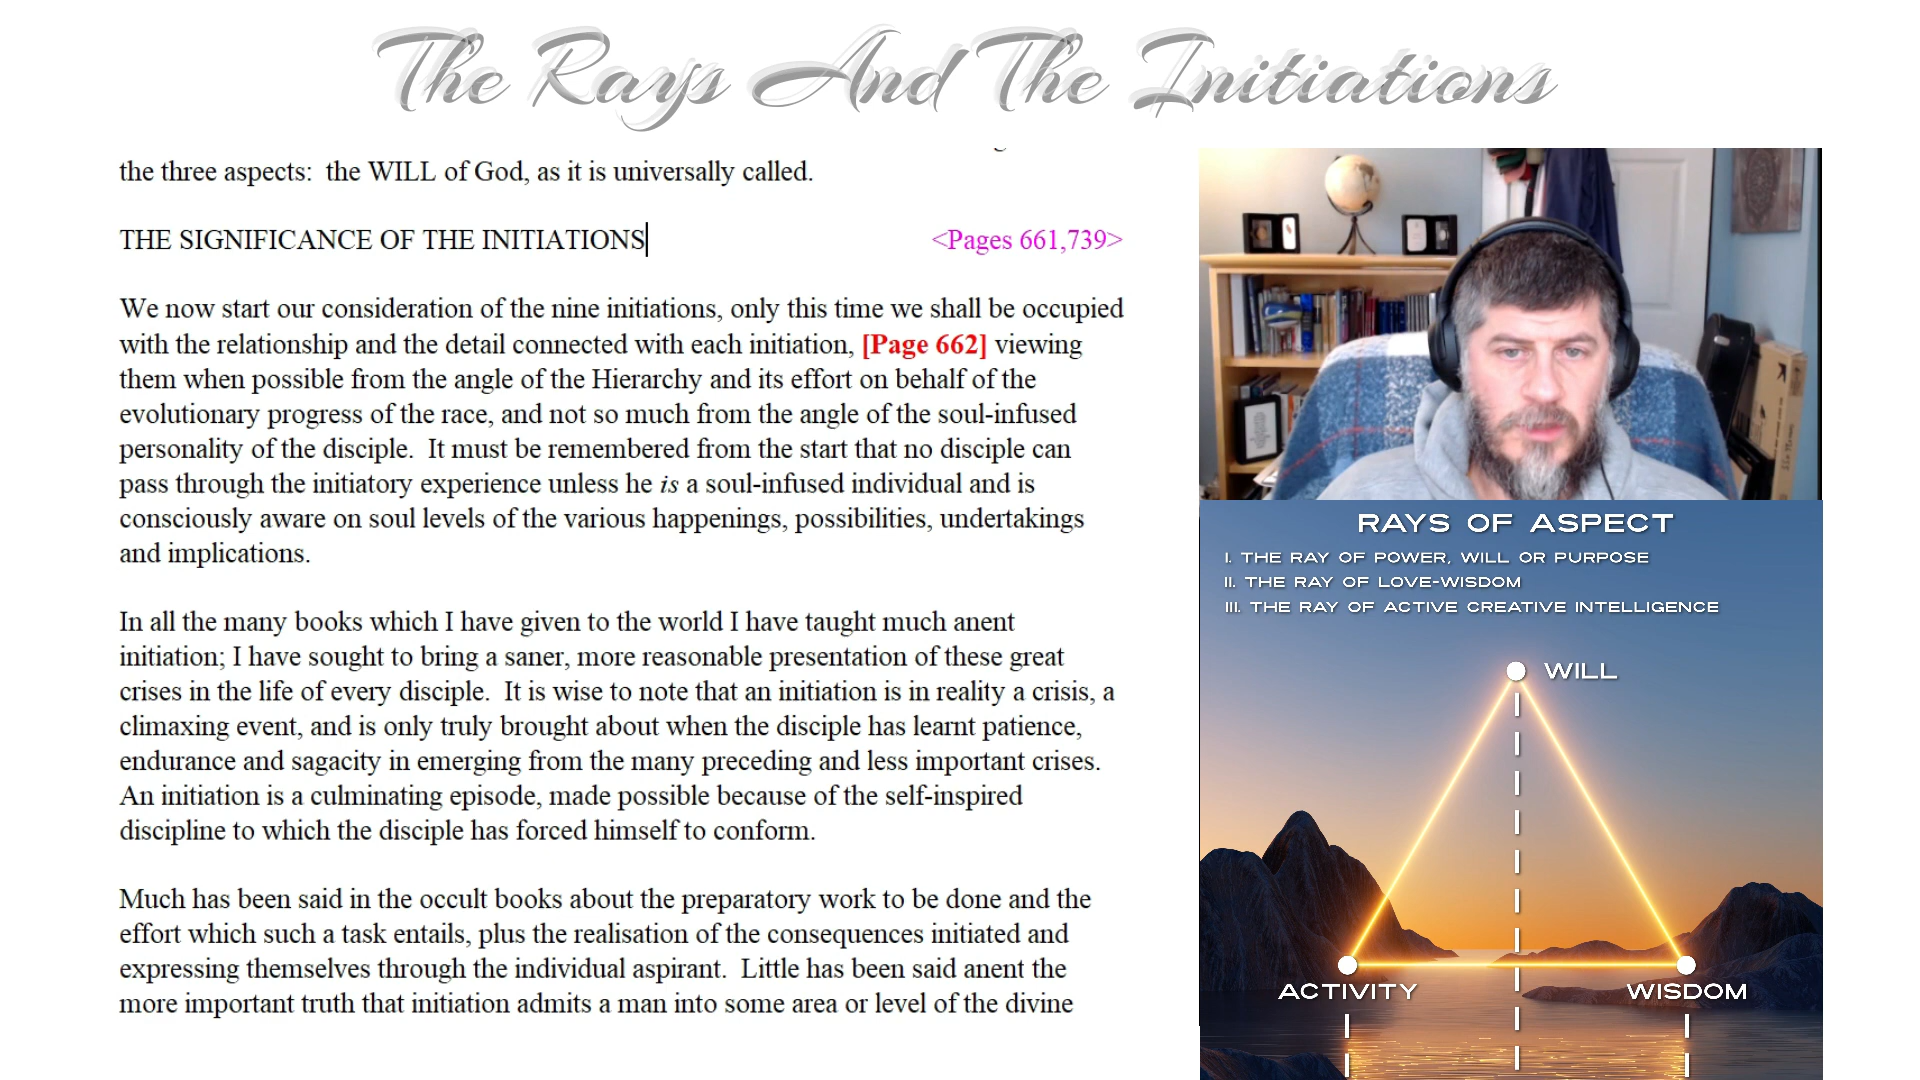 The Rays And The Initiations
the three aspects:  the WILL of God, as it is universally called.
THE SIGNIFICANCE OF THE INITIATIONS <Pages 661,739>
We now start our consideration of the nine initiations, only this time we shall be occupied
with the relationship and the detail connected with each initiation, [Page 662] viewing
them when possible from the angle of the Hierarchy and its effort on behalf of the
evolutionary progress of the race, and not so much from the angle of the soul-infused
personality of the disciple.  It must be remembered from the start that no disciple can
pass through the initiatory experience unless he is a soul-infused individual and is
consciously aware on soul levels of the various happenings, possibilities, undertakings
and implications.
In all the many books which I have given to the world I have taught much anent
initiation; I have sought to bring a saner, more reasonable presentation of these great
crises in the life of every disciple.  It is wise to note that an initiation is in reality a crisis, a
climaxing event, and is only truly brought about when the disciple has learnt patience,
endurance and sagacity in emerging from the many preceding and less important crises.
An initiation is a culminating episode, made possible because of the self-inspired
discipline to which the disciple has forced himself to conform.
Much has been said in the occult books about the preparatory work to be done and the
effort which such a task entails, plus the realisation of the consequences initiated and
expressing themselves through the individual aspirant.  Little has been said anent the
more important truth that initiation admits a man into some area or level of the divine
RAYS OF ASPECT
I. THE RAY OF POWER, WILL OR PURPOSE
II. THE RAY OF LOVE-WISDOM
III. THE RAY OF ACTIVE CREATIVE INTELLIGENCE
WILL
ACTIVITY
WISDOM